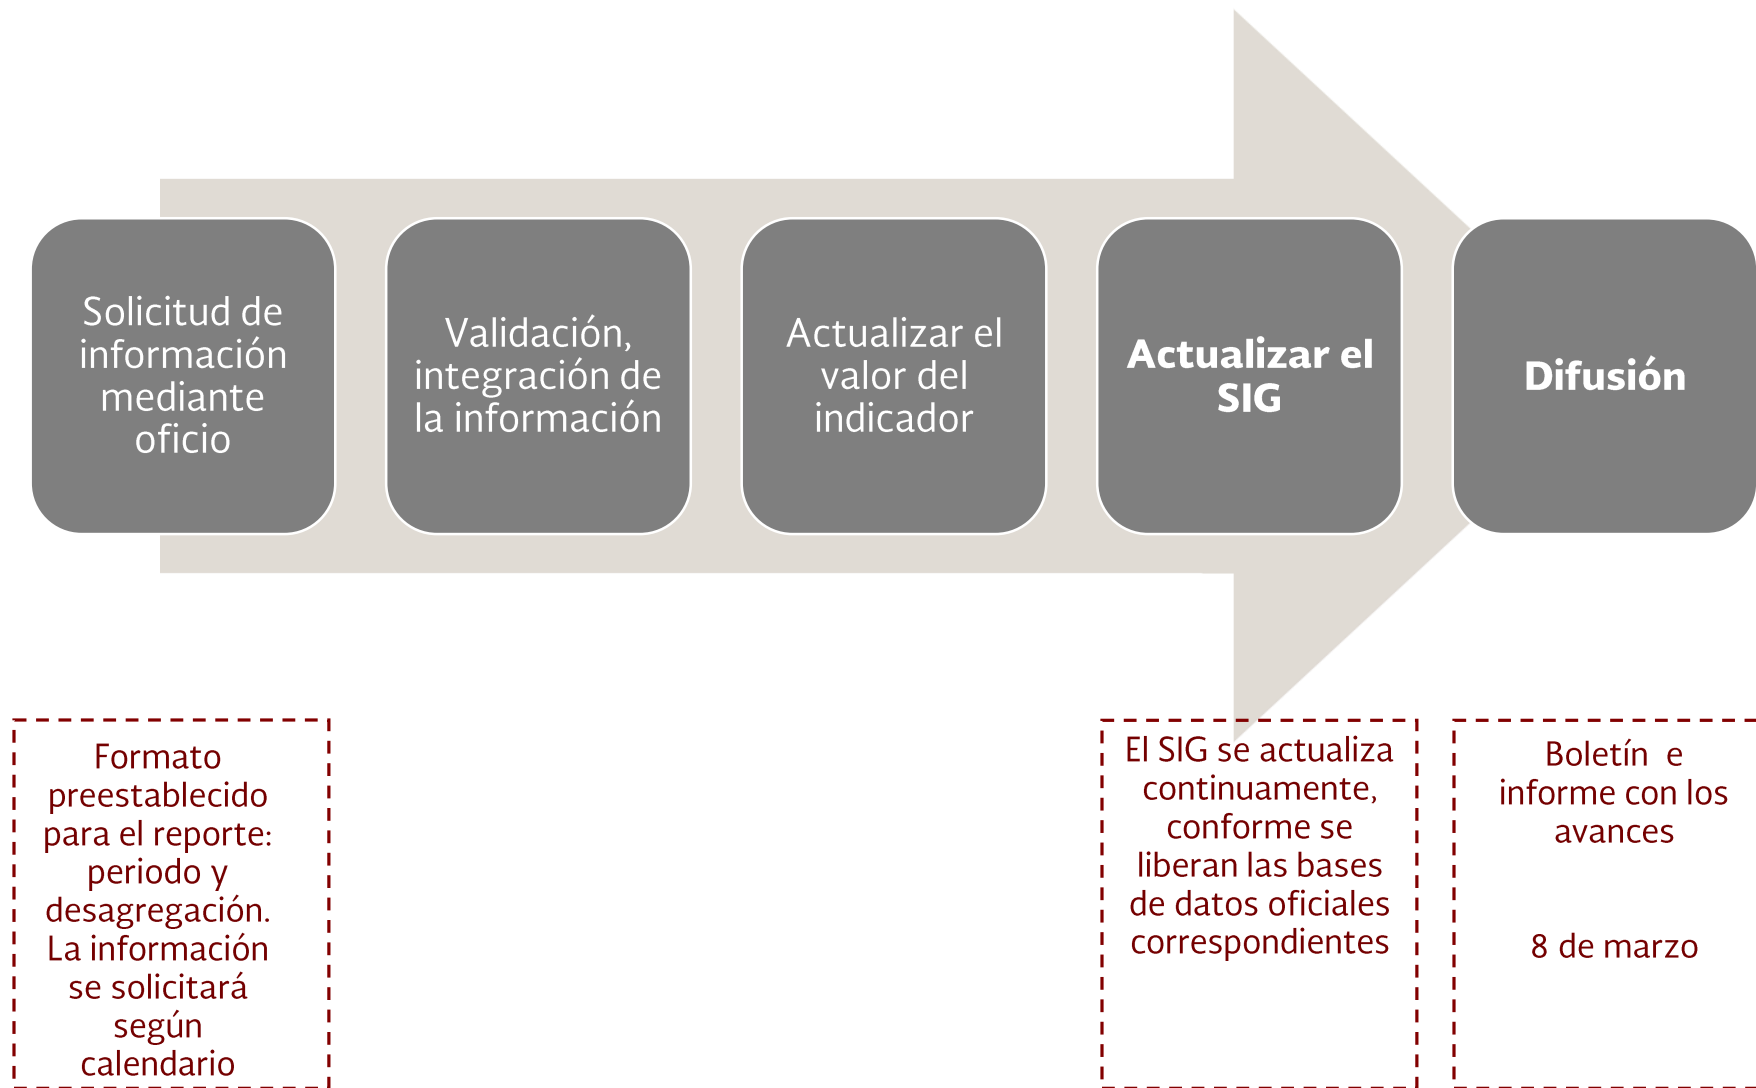 Solicitud de
información
mediante
oficio
Validación,
integración de
la información
Actualizar el
valor del
indicador
Actualizar el
SIG
Difusión
Formato
preestablecido
para el reporte:
periodo y
desagregación.
La información
se solicitará
según
calendario
El SIG se actualiza
continuamente,
conforme se
liberan las bases
de datos oficiales
correspondientes
Boletín e
informe con los
avances
8 de marzo